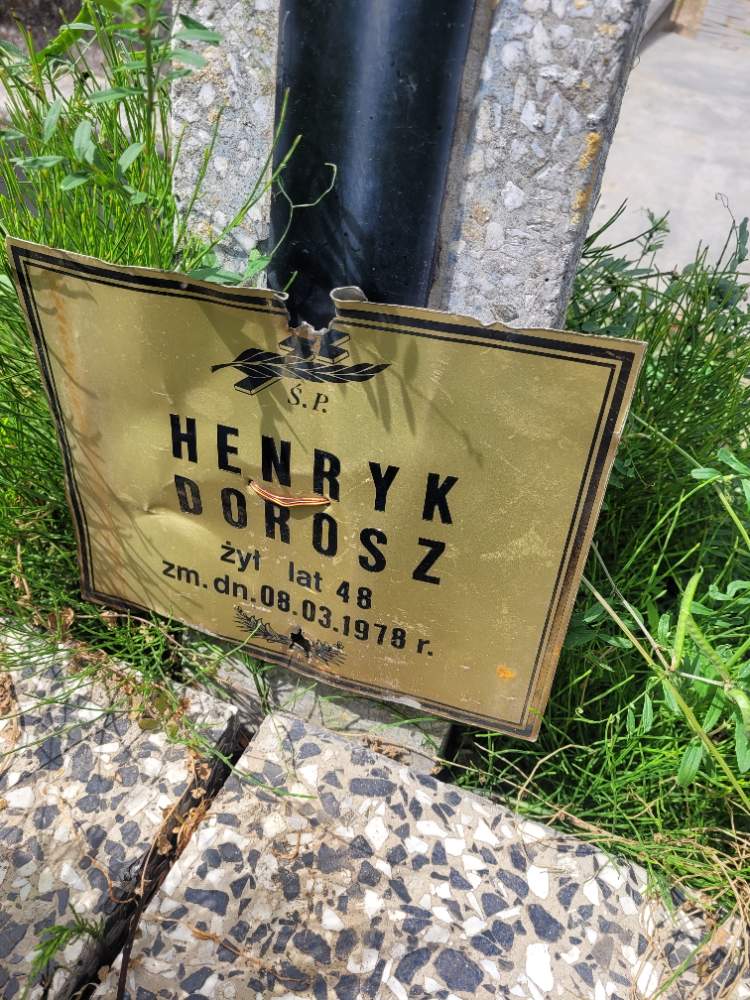 Ś.P.
HENRYK
DOROSZ
żył lat 48
zm.dn.08.03.1978 r.